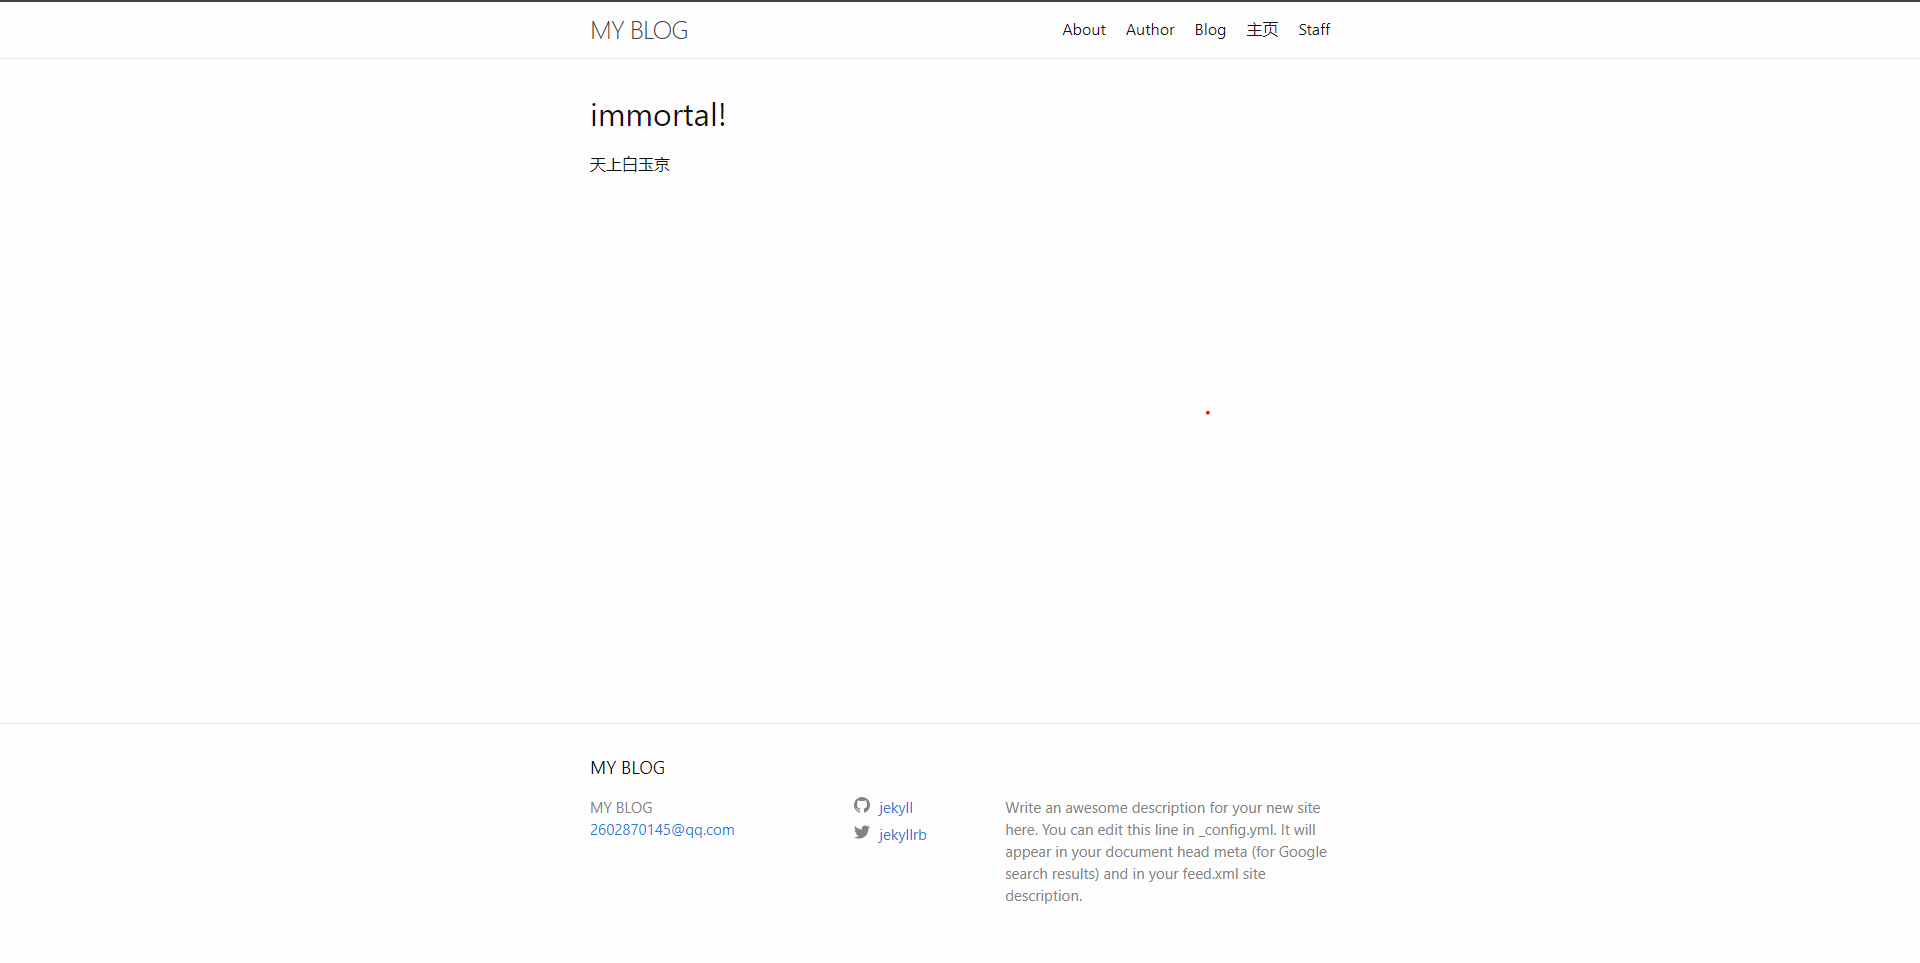 MY BLOG
About Author Blog 主页 Staff
immortal!
天上白玉京
MY BLOG
MY BLOG
2602870145@qq.com
jekyll
jekyllrb
Write an awesome description for your new site
here. You can edit this line in _config.yml. It will
appear in your document head meta (for Google
search results) and in your feed.xml site
description.